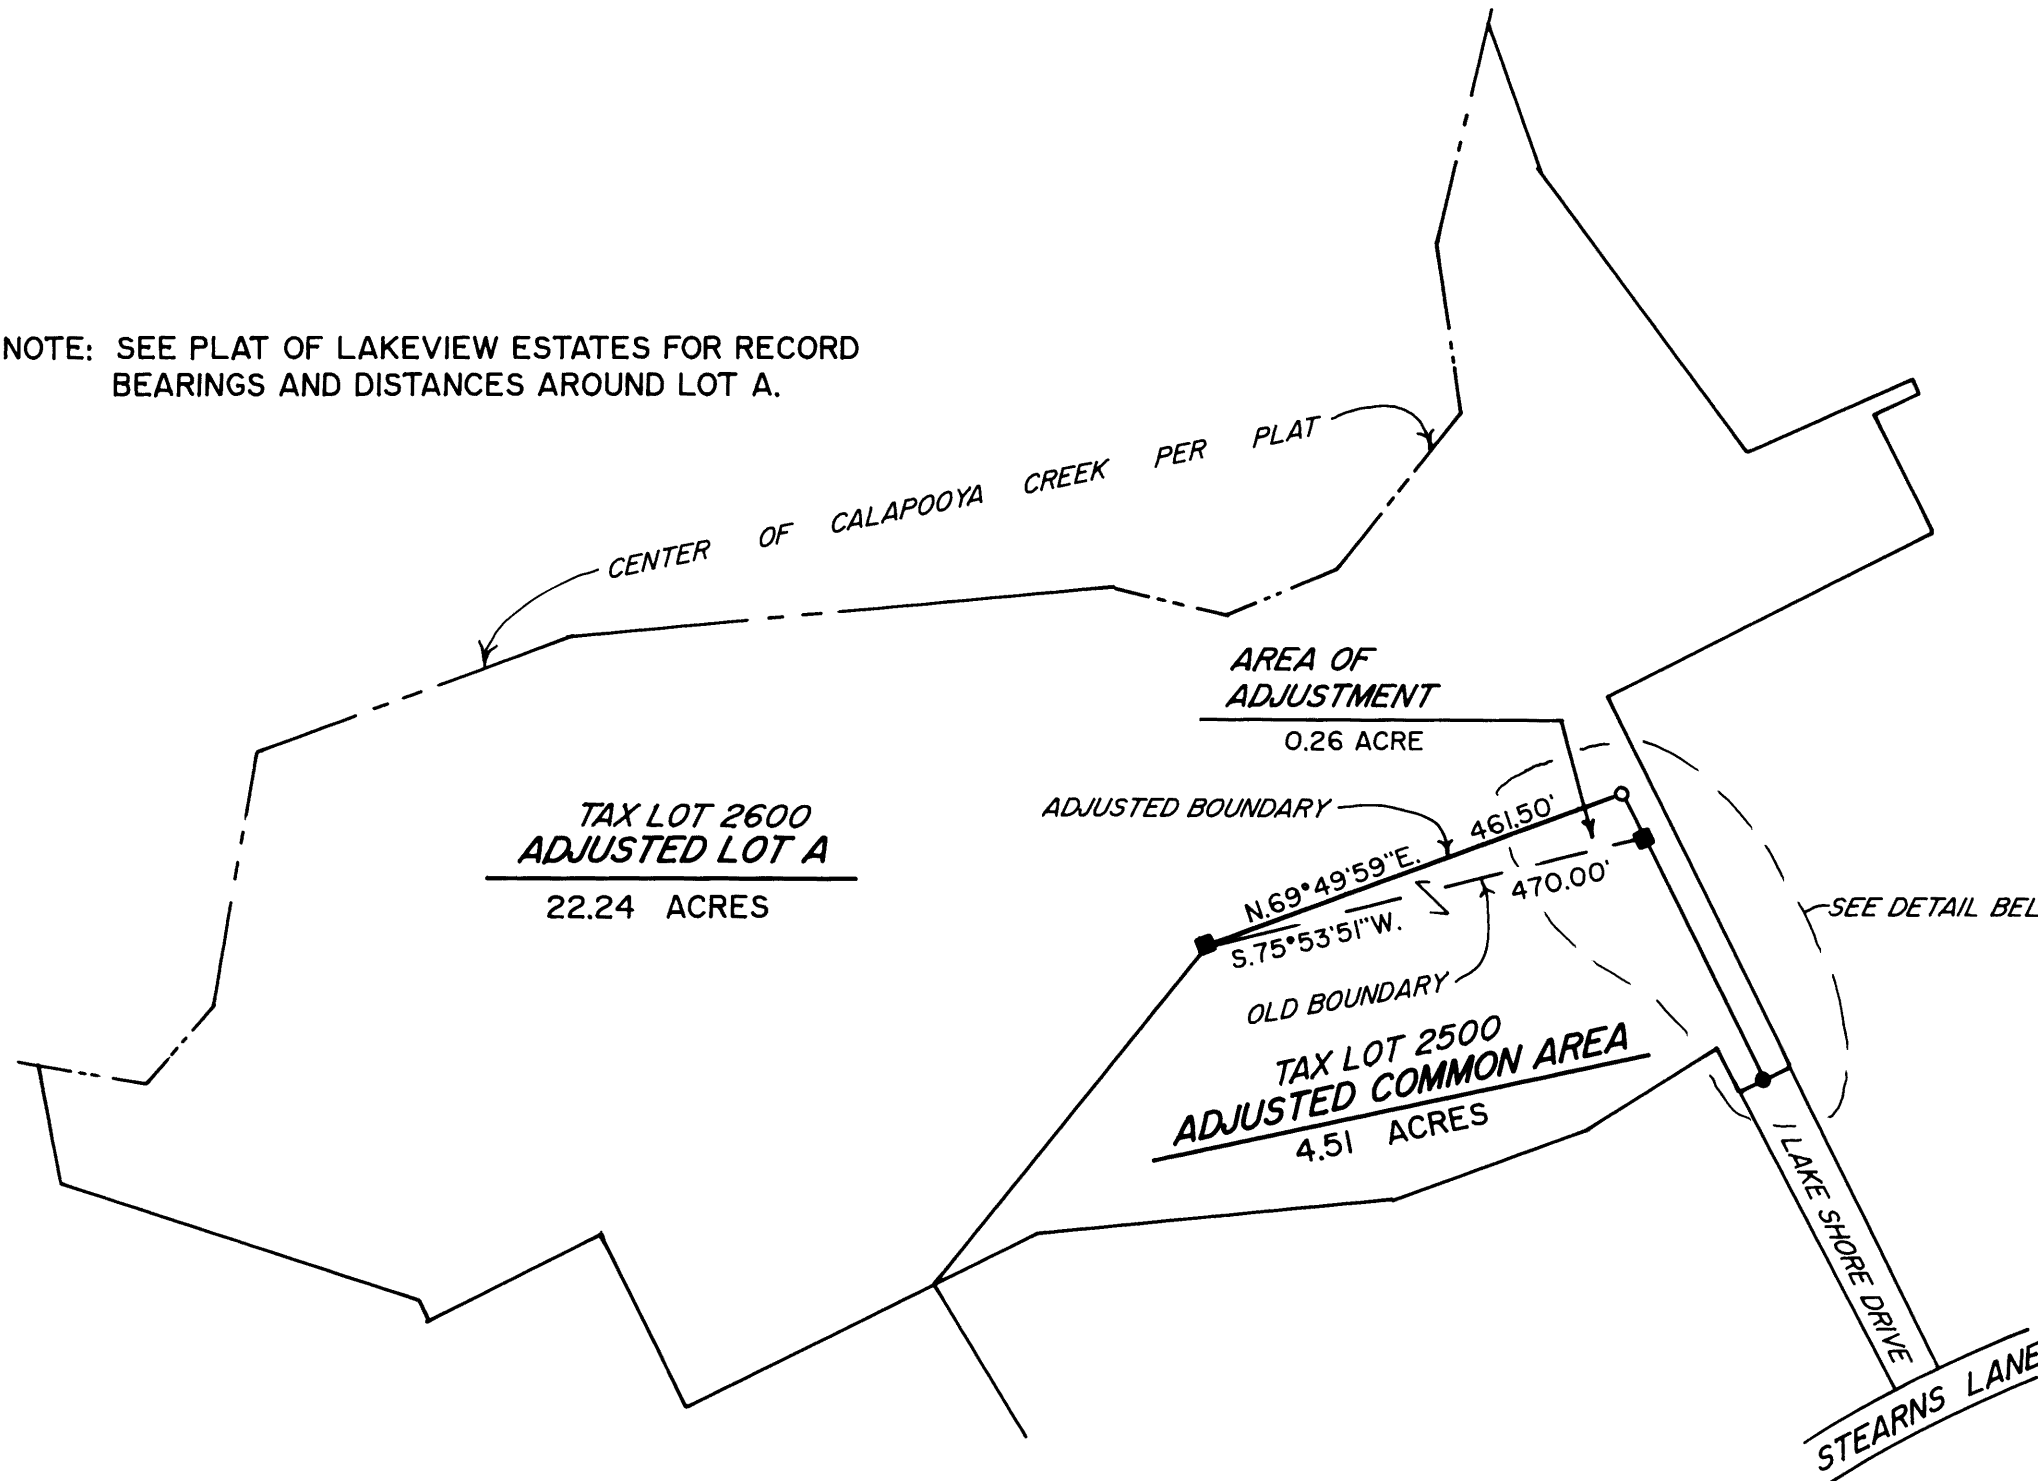 NOTE: SEE PLAT OF LAKEVIEW ESTATES FOR RECORD
BEARINGS AND DISTANCES AROUND LOT A.
CENTER OF CALAPOOYA CREEK PER PLAT
AREA OF
ADJUSTMENT
0.26 ACRE
TAX LOT 2600
ADJUSTED LOT A
22.24 ACRES
ADJUSTED BOUNDARY
N.69°49'59"E. 461.50'
S.75°53'51"W. 470.00'
SEE DETAIL BEL
OLD BOUNDARY
TAX LOT 2500
ADJUSTED COMMON AREA
4.51 ACRES
LAKE SHORE DRIVE
STEARNS LANE